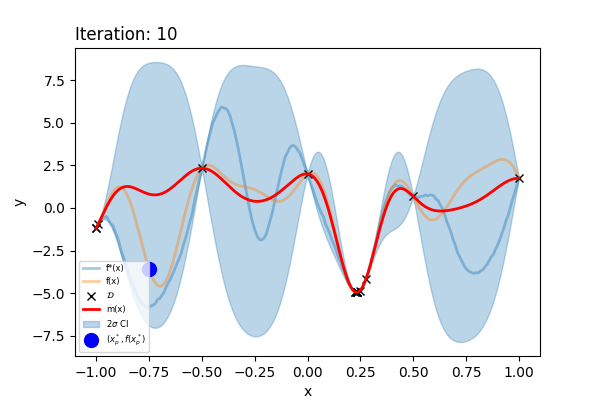 Iteration: 10
7.5
5.0
2.5
0.0
−2.5
−5.0
−7.5
y
f*(x)
f(x)
𝒟
m(x)
2σ CI
(x*ₚ, f(x*ₚ)
−1.00 −0.75 −0.50 −0.25 0.00 0.25 0.50 0.75 1.00
x